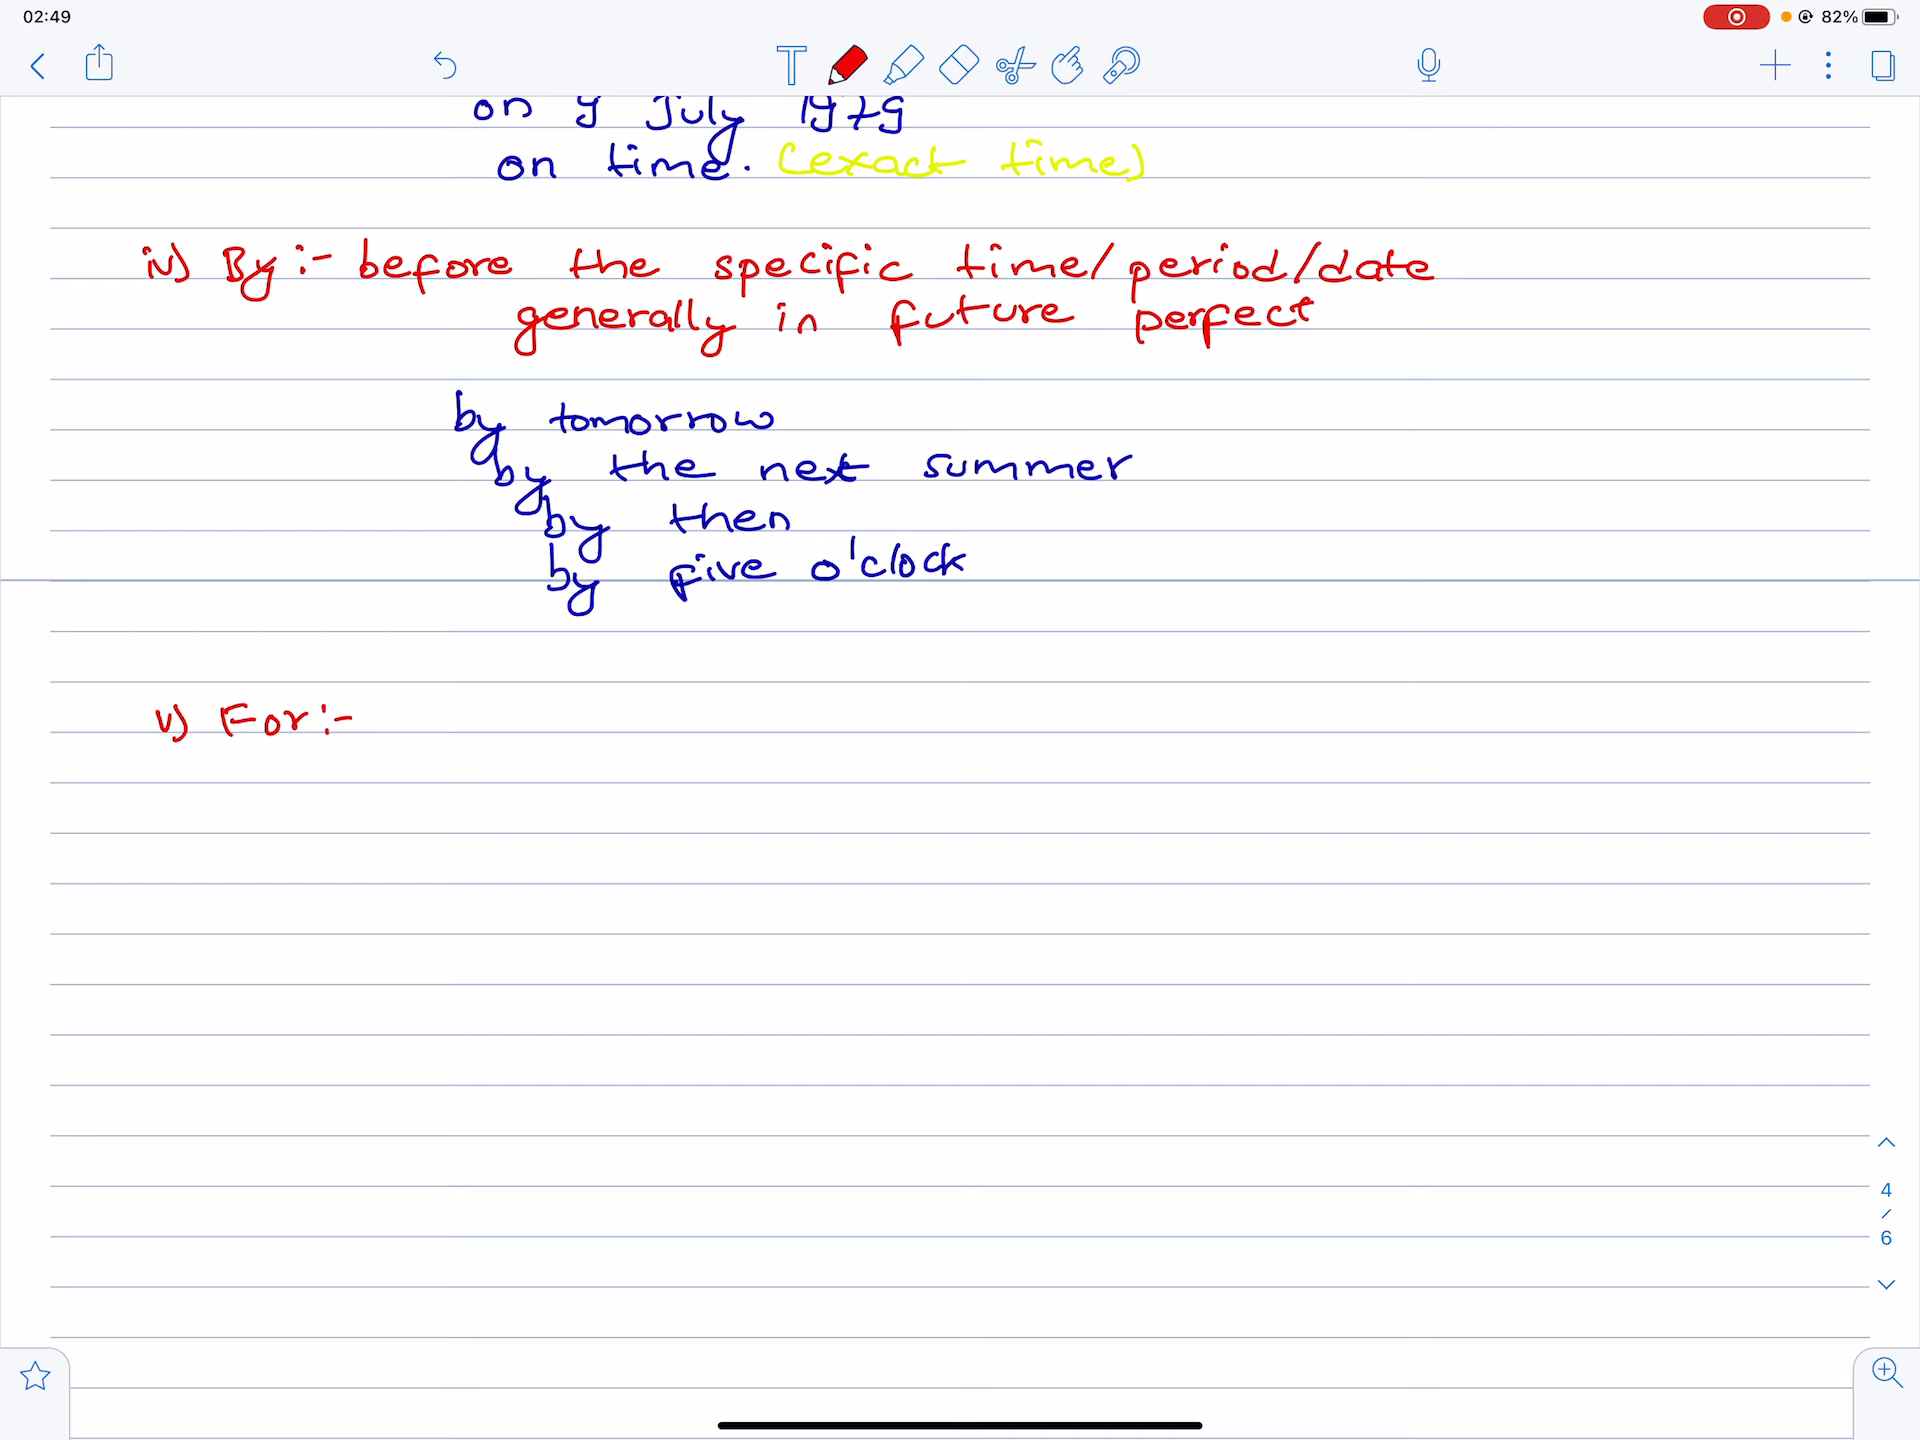 02:49
82%
on 9 July 1979
on time. (exact time)
iv) By :- before the specific time/period/date
generally in future perfect
by tomorrow
by the next summer
by then
by five o'clock
v) For :-
4
/
6